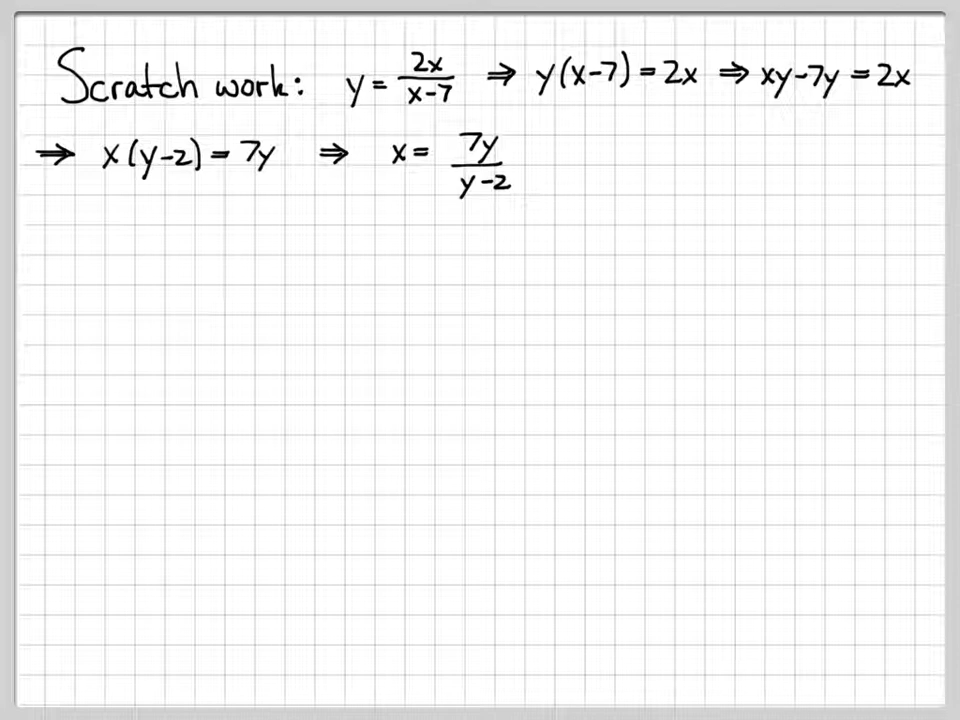 Scratch work: y = 2x/(x-7) ⇒ y(x-7) = 2x ⇒ xy-7y = 2x
⇒ x(y-2) = 7y ⇒ x = 7y/(y-2)